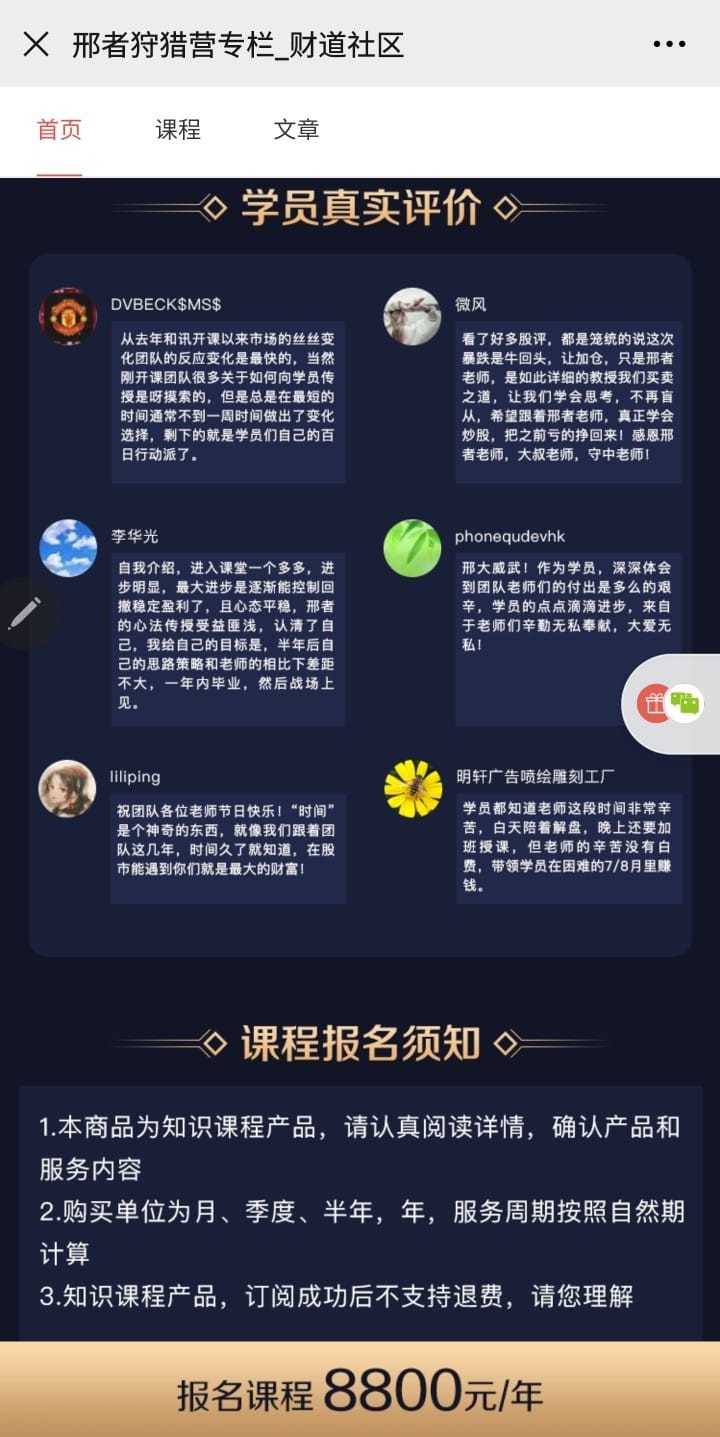 邢者狩猎营专栏_财道社区
首页
课程
文章
学员真实评价
DVBECK$MS$
从去年和讯开课以来市场的丝丝变
化团队的反应变化是最快的，当然
刚开课团队很多关于如何向学员传
授是呀摸索的，但是总是在最短的
时间通常不到一周时间做出了变化
选择，剩下的就是学员们自己的百
日行动派了。
微风
看了好多股评，都是笼统的说这次
暴跌是牛回头，让加仓，只是邢者
老师，是如此详细的教授我们买卖
之道，让我们学会思考，不再盲
从，希望跟着邢者老师，真正学会
炒股，把之前亏的挣回来！感恩邢
者老师，大叔老师，守中老师！
李华光
自我介绍，进入课堂一个多多，进
步明显，最大进步是逐渐能控制回
撤稳定盈利了，且心态平稳，邢者
的心法传授受益匪浅，认清了自
己，我给自己的目标是，半年后自
己的思路策略和老师的相比下差距
不大，一年内毕业，然后战场上
见。
phonequdevhk
邢大威武！作为学员，深深体会
到团队老师们的付出是多么的艰
辛，学员的点点滴滴进步，来自
于老师们辛勤无私奉献，大爱无
私！
liliping
祝团队各位老师节日快乐！“时间”
是个神奇的东西，就像我们跟着团
队这几年，时间久了就知道，在股
市能遇到你们就是最大的财富！
明轩广告喷绘雕刻工厂
学员都知道老师这段时间非常辛
苦，白天陪着解盘，晚上还要加
班授课，但老师的辛苦没有白
费，带领学员在困难的7/8月里赚
钱。
课程报名须知
1.本商品为知识课程产品，请认真阅读详情，确认产品和
服务内容
2.购买单位为月、季度、半年，年，服务周期按照自然期
计算
3.知识课程产品，订阅成功后不支持退费，请您理解
报名课程 8800元/年